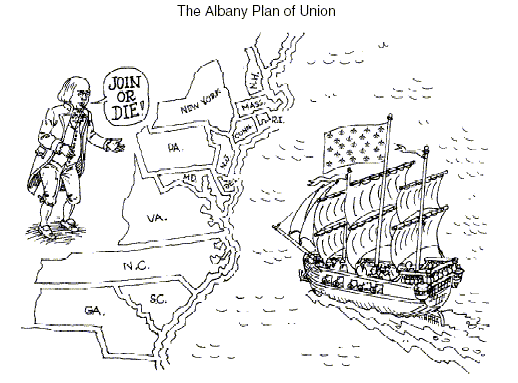 The Albany Plan of Union
JOIN
OR
DIE!
N.H.
NEW YORK
MASS.
R.I.
CONN.
PA.
N.J.
MD.
VA.
N.C.
S.C.
GA.